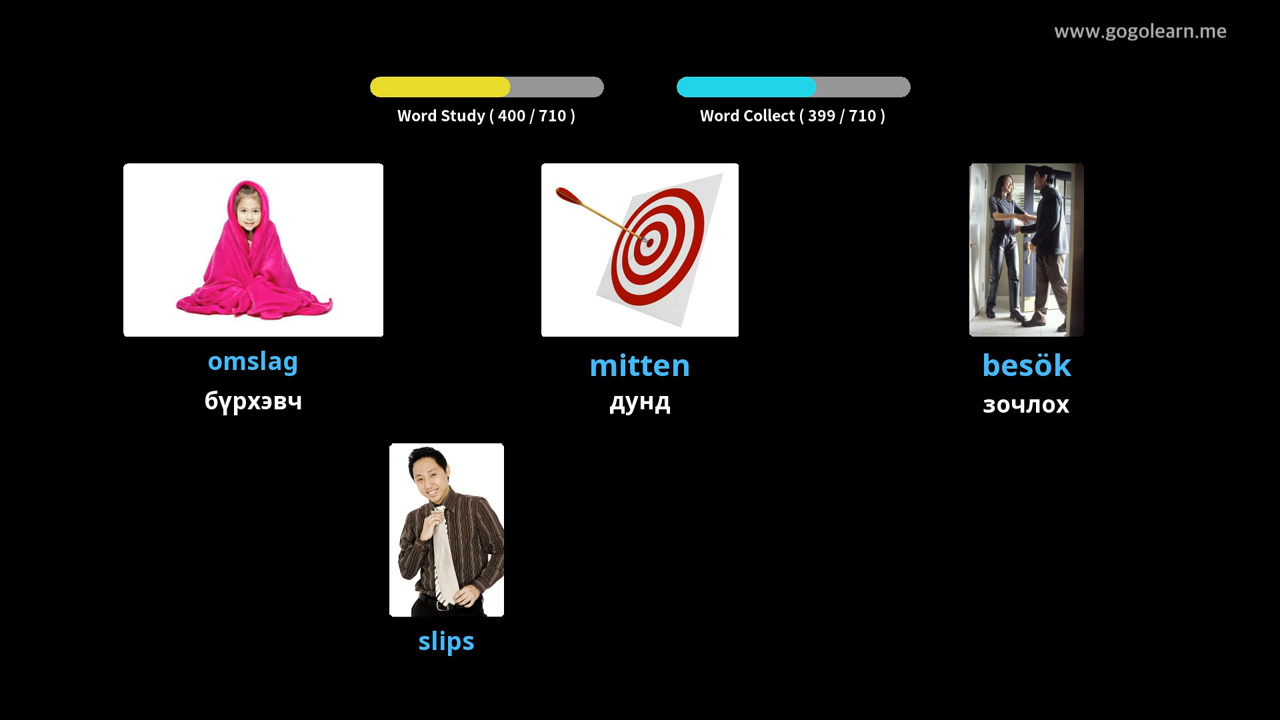 www.gogolearn.me
Word Study ( 400 / 710 )
Word Collect ( 399 / 710 )
omslag
mitten
besök
бүрхэвч
дунд
зочлох
slips